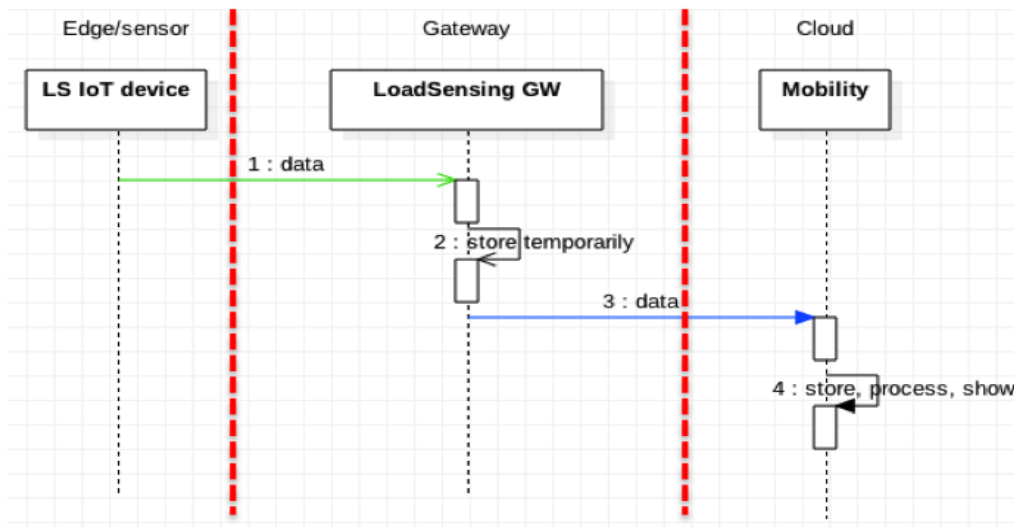 Edge/sensor
Gateway
Cloud
LS IoT device
LoadSensing GW
Mobility
1 : data
2 : store temporarily
3 : data
4 : store, process, show